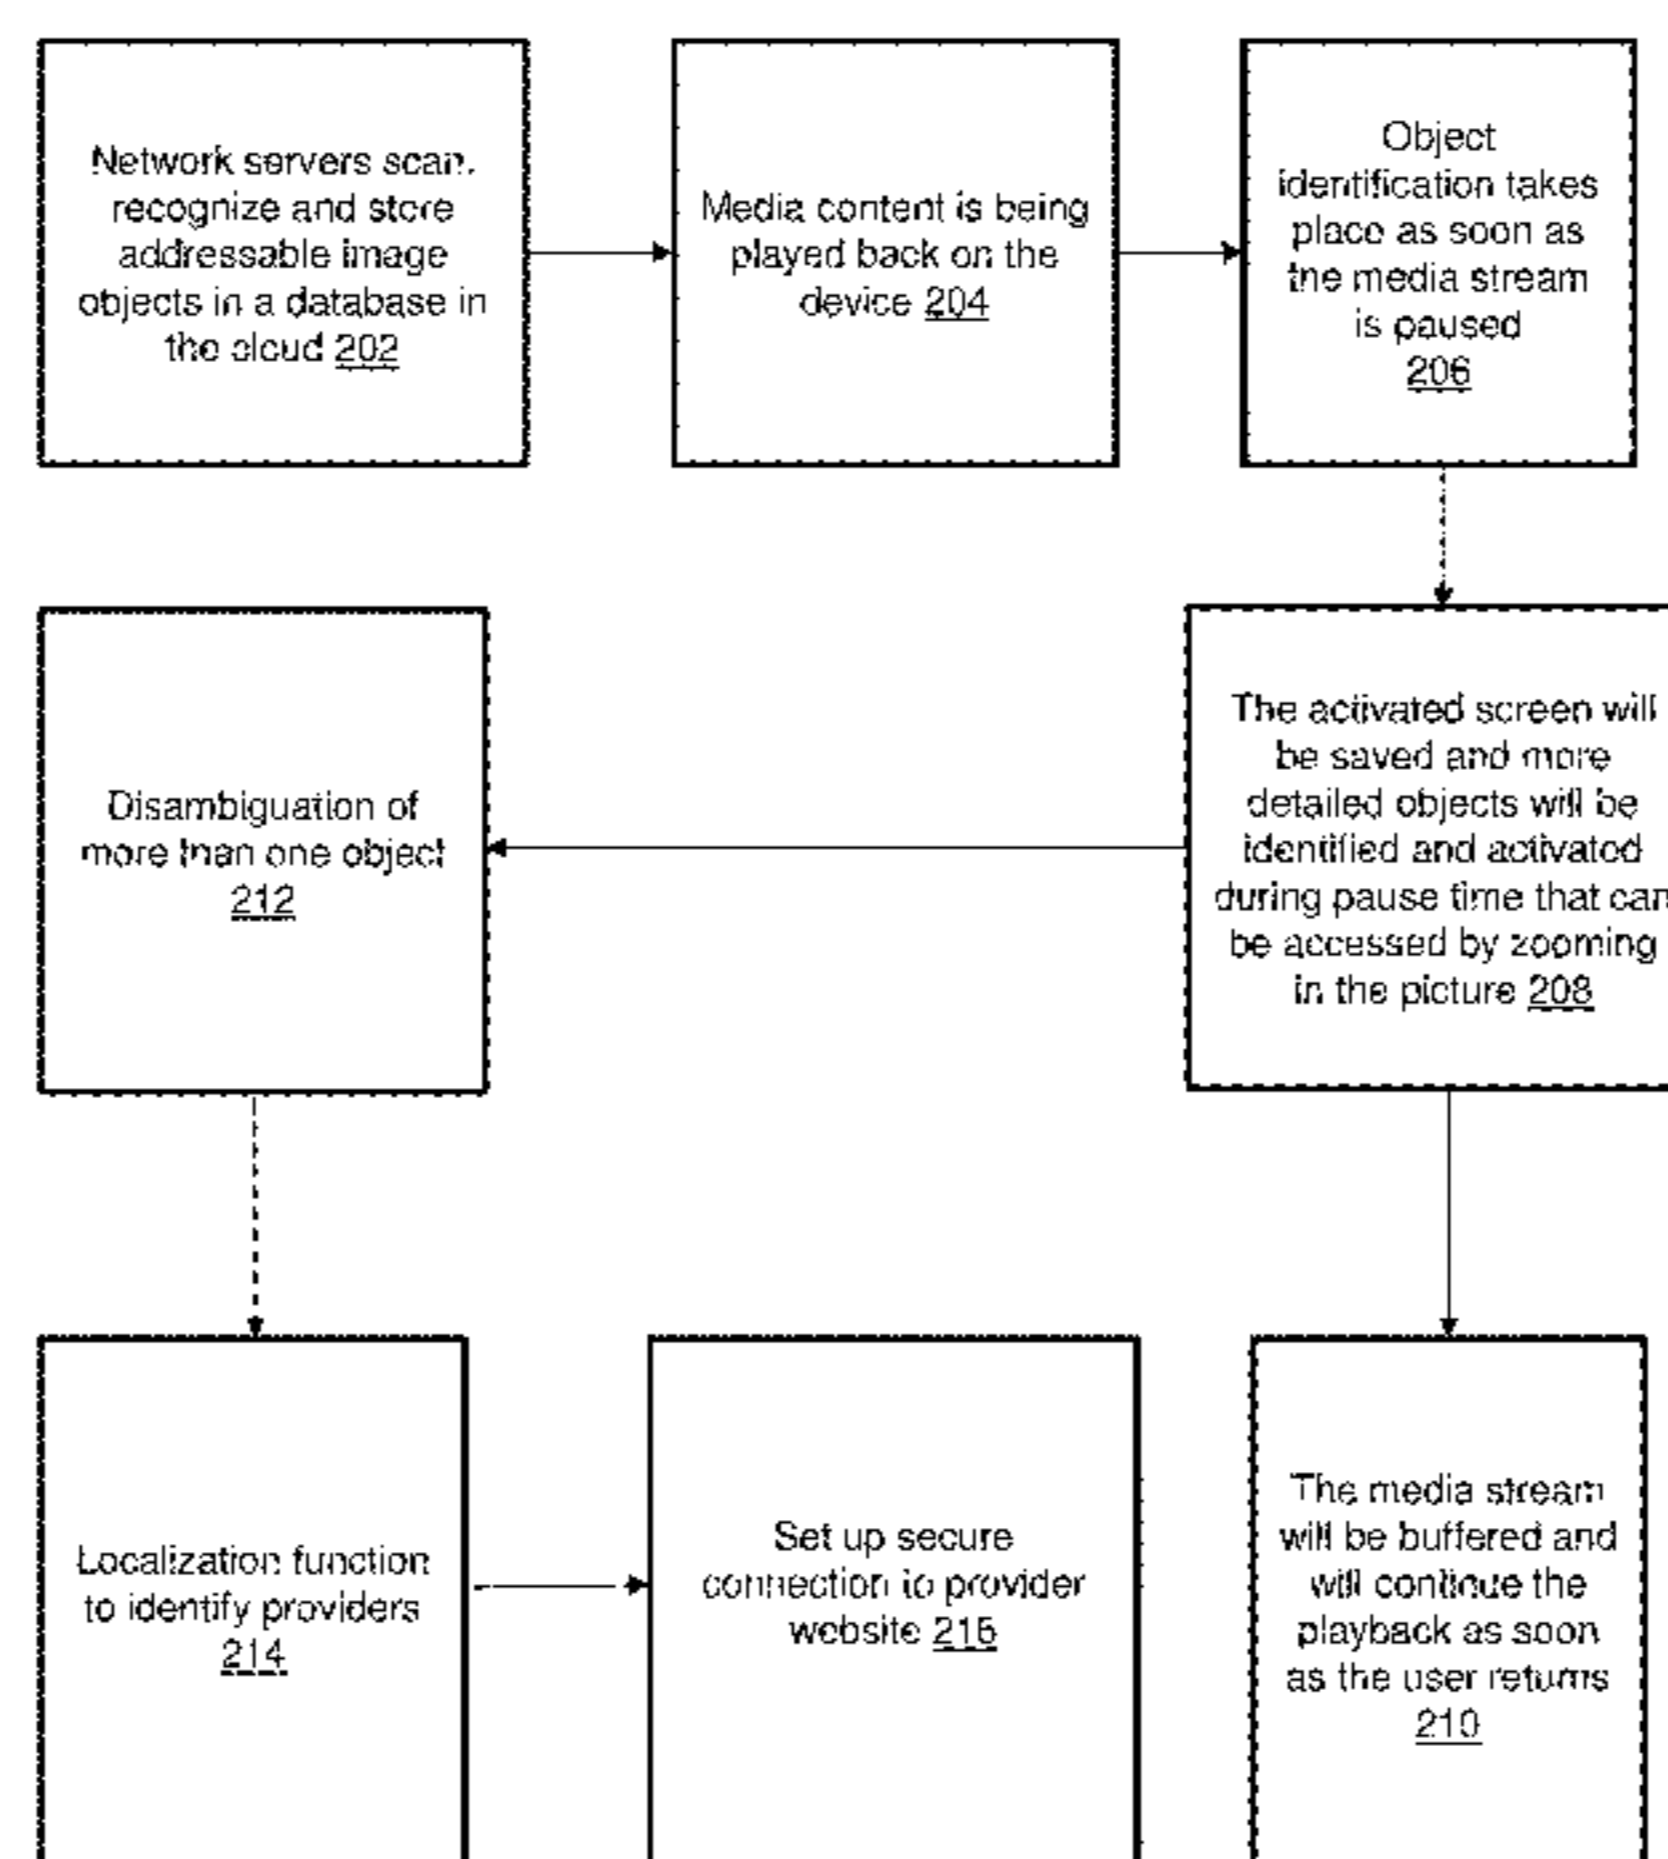 Network servers scan,
recognize and store
addressable image
objects in a database in
the cloud 202
Media content is being
played back on the
device 204
Object
identification takes
place as soon as
the media stream
is paused
206
The activated screen will
be saved and more
detailed objects will be
identified and activated
during pause time that can
be accessed by zooming
in the picture 208
Disambiguation of
more than one object
212
Localization function
to identify providers
214
Set up secure
connection to provider
website 216
The media stream
will be buffered and
will continue the
playback as soon
as the user returns
210